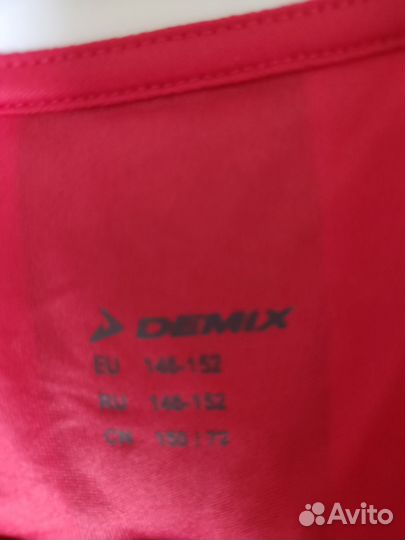 DEMIX
EU 146-152
RU 146-152
CN 150 / 72
Avito